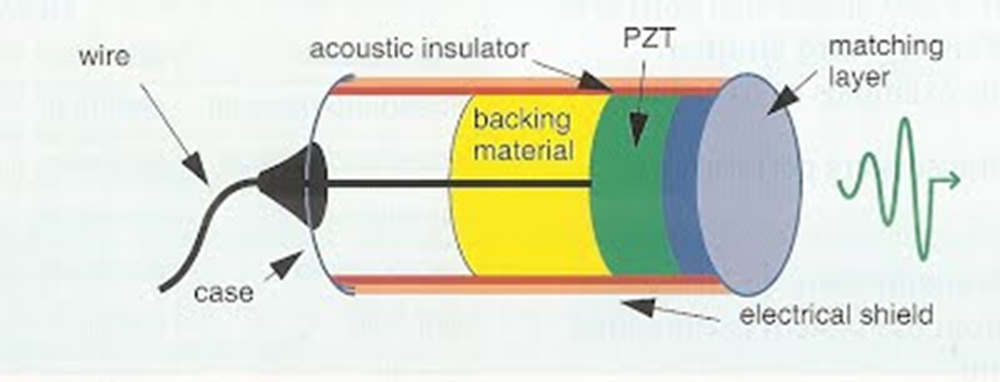 wire
acoustic insulator
PZT
matching
layer
backing
material
case
electrical shield